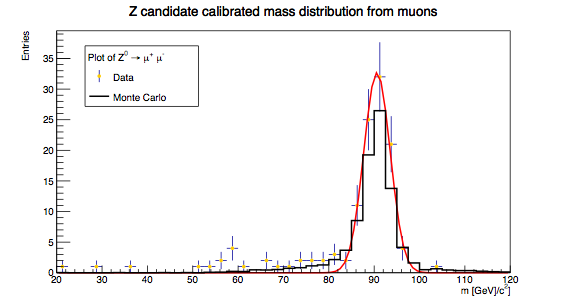 Z candidate calibrated mass distribution from muons
Entries
Plot of Z⁰ → μ⁺ μ⁻
Data
Monte Carlo
35
30
25
20
15
10
5
0
20 30 40 50 60 70 80 90 100 110 120
m [GeV]/c²]